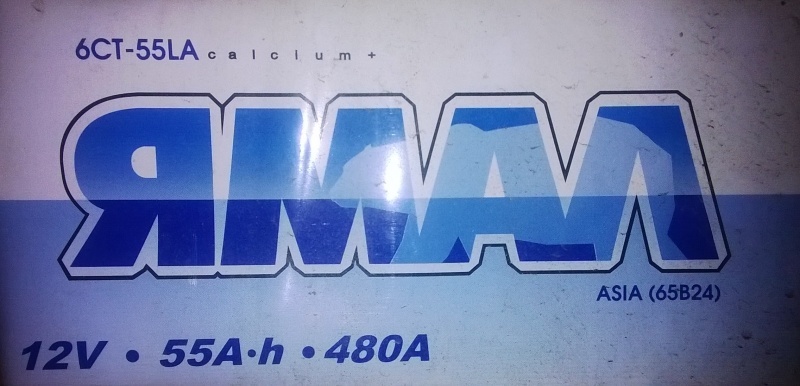 6CT-55LA calcium+
ЯМАЛ
ASIA (65B24)
12V • 55A·h • 480A